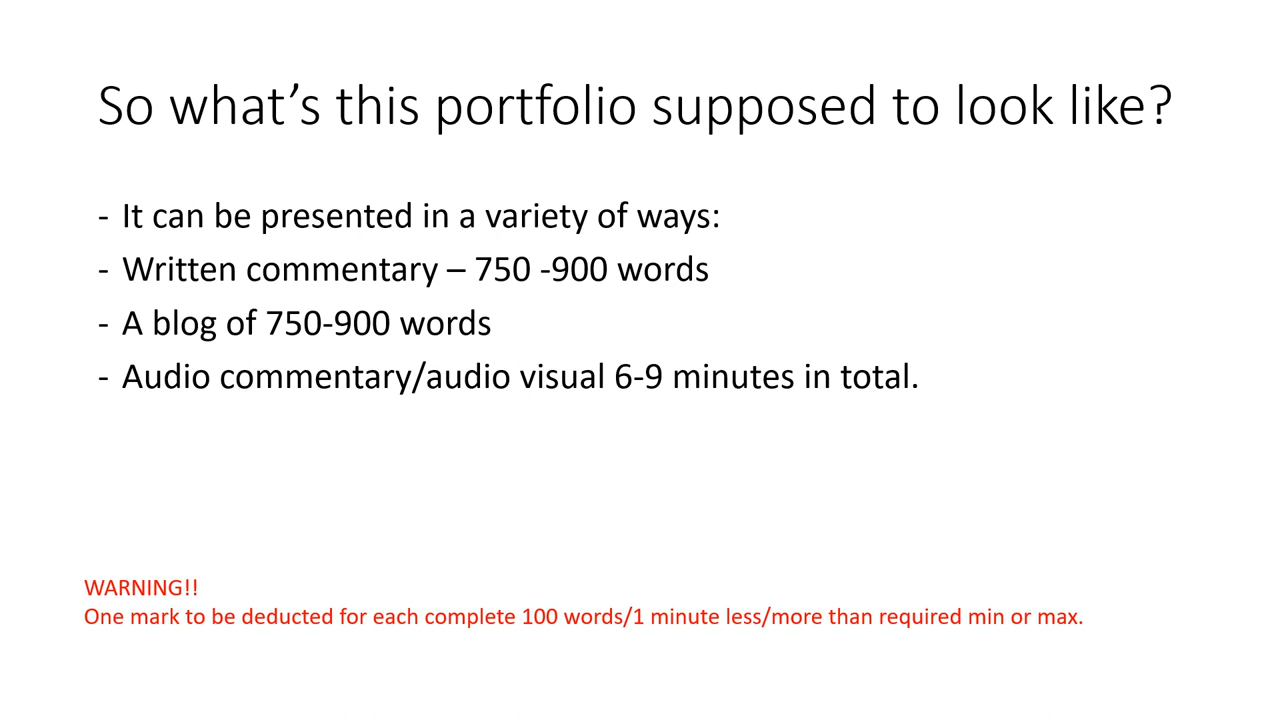 So what’s this portfolio supposed to look like?
- It can be presented in a variety of ways:
- Written commentary – 750 -900 words
- A blog of 750-900 words
- Audio commentary/audio visual 6-9 minutes in total.
WARNING!!
One mark to be deducted for each complete 100 words/1 minute less/more than required min or max.